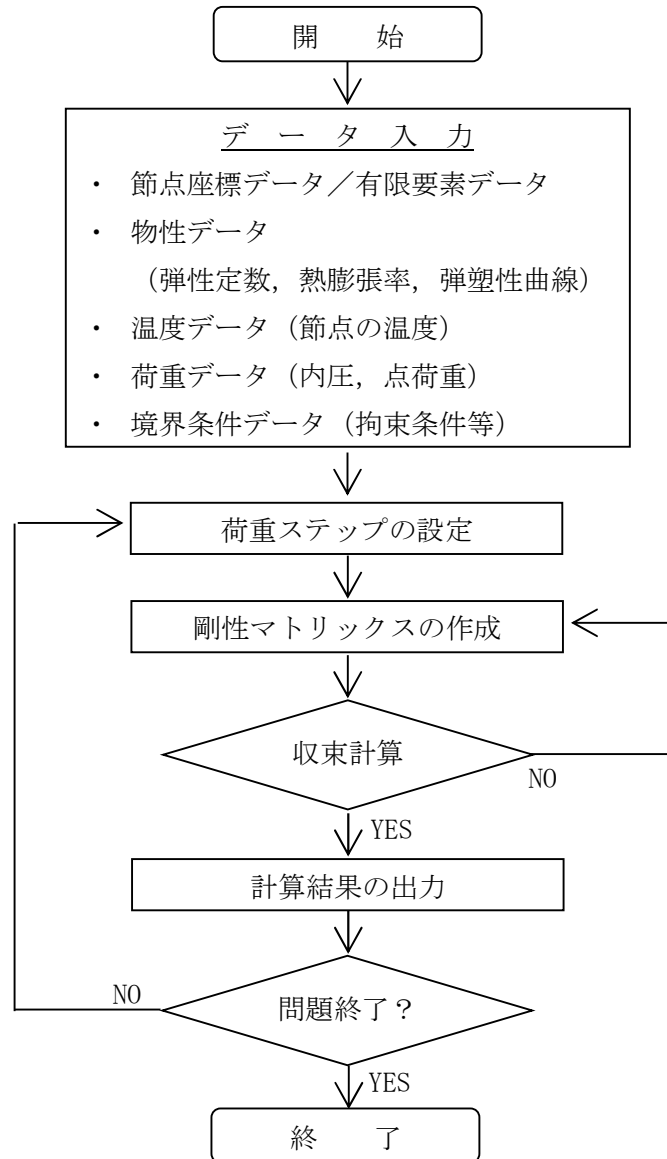 開　　始
デ　ー　タ　入　力
・ 節点座標データ／有限要素データ
・ 物性データ
（弾性定数，熱膨張率，弾塑性曲線）
・ 温度データ（節点の温度）
・ 荷重データ（内圧，点荷重）
・ 境界条件データ（拘束条件等）
荷重ステップの設定
剛性マトリックスの作成
収束計算
NO
YES
計算結果の出力
NO
問題終了？
YES
終　　了